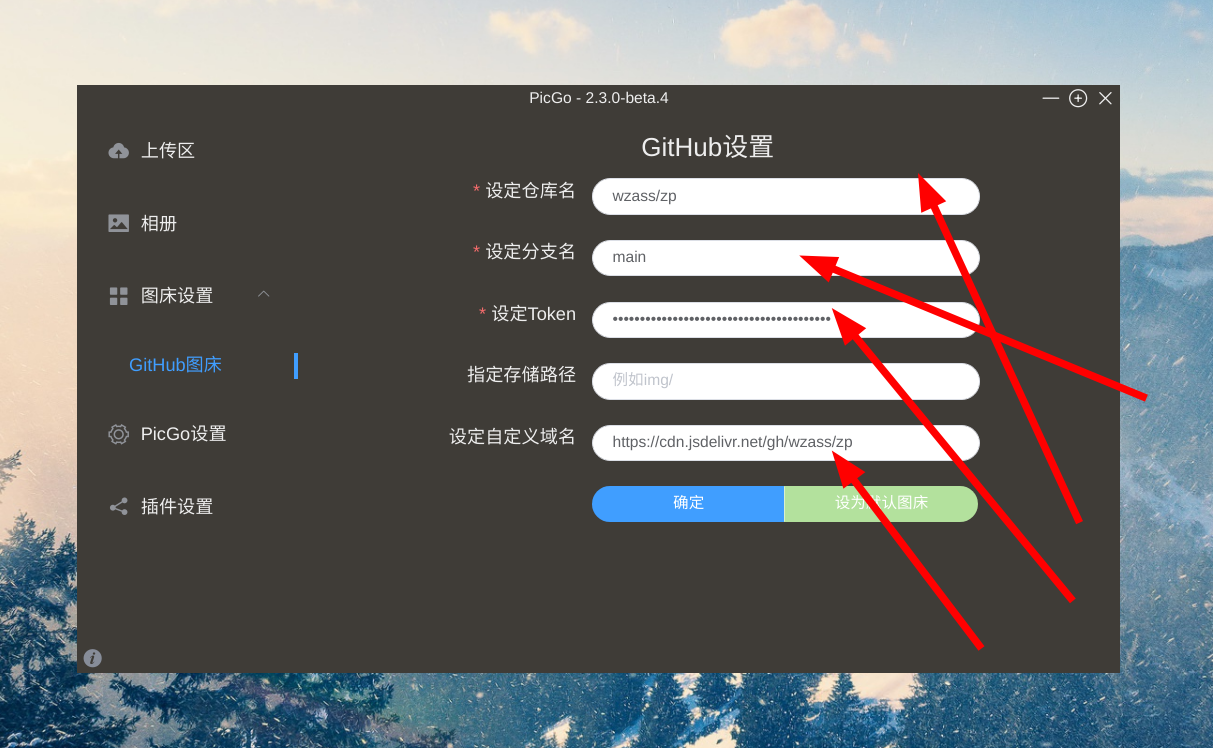 PicGo - 2.3.0-beta.4
上传区
相册
图床设置
GitHub图床
PicGo设置
插件设置
GitHub设置
* 设定仓库名 wzass/zp
* 设定分支名 main
* 设定Token ••••••••••••••••••••••••••••••••••••••••
指定存储路径 例如img/
设定自定义域名 https://cdn.jsdelivr.net/gh/wzass/zp
确定 设为默认图床